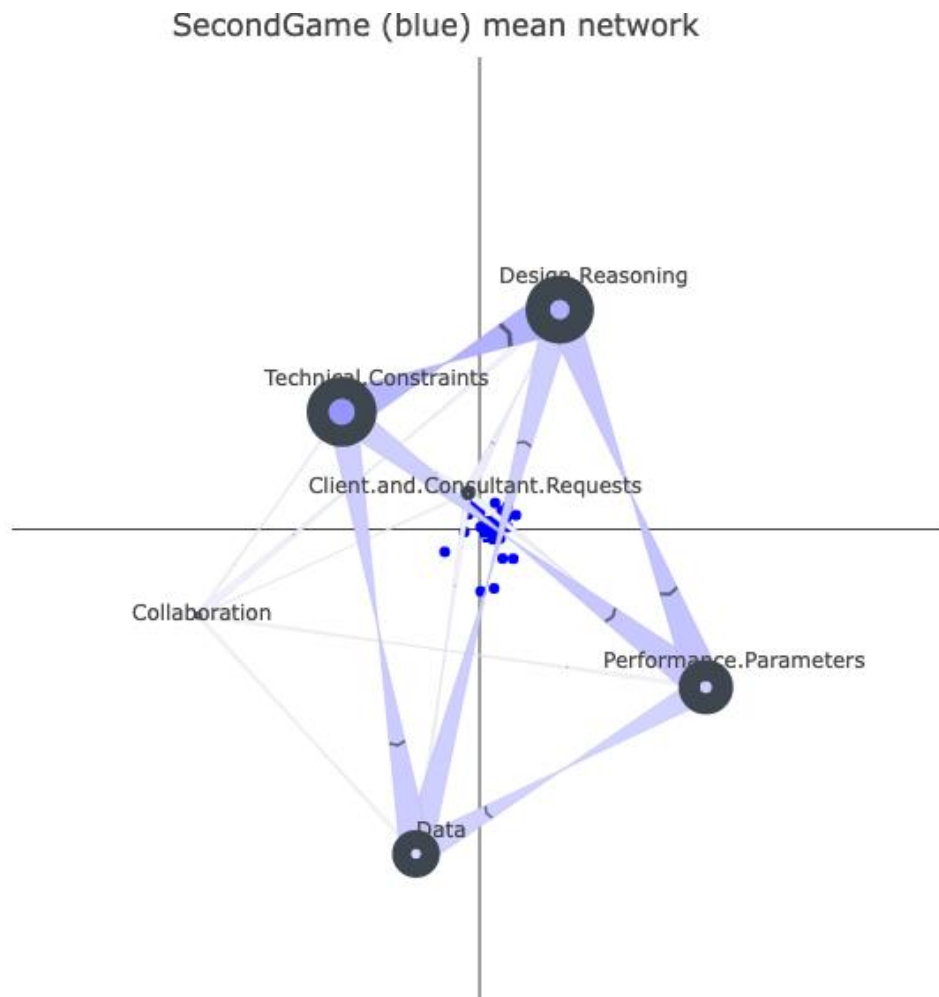 SecondGame (blue) mean network
Design.Reasoning
Technical.Constraints
Client.and.Consultant.Requests
Collaboration
Performance.Parameters
Data